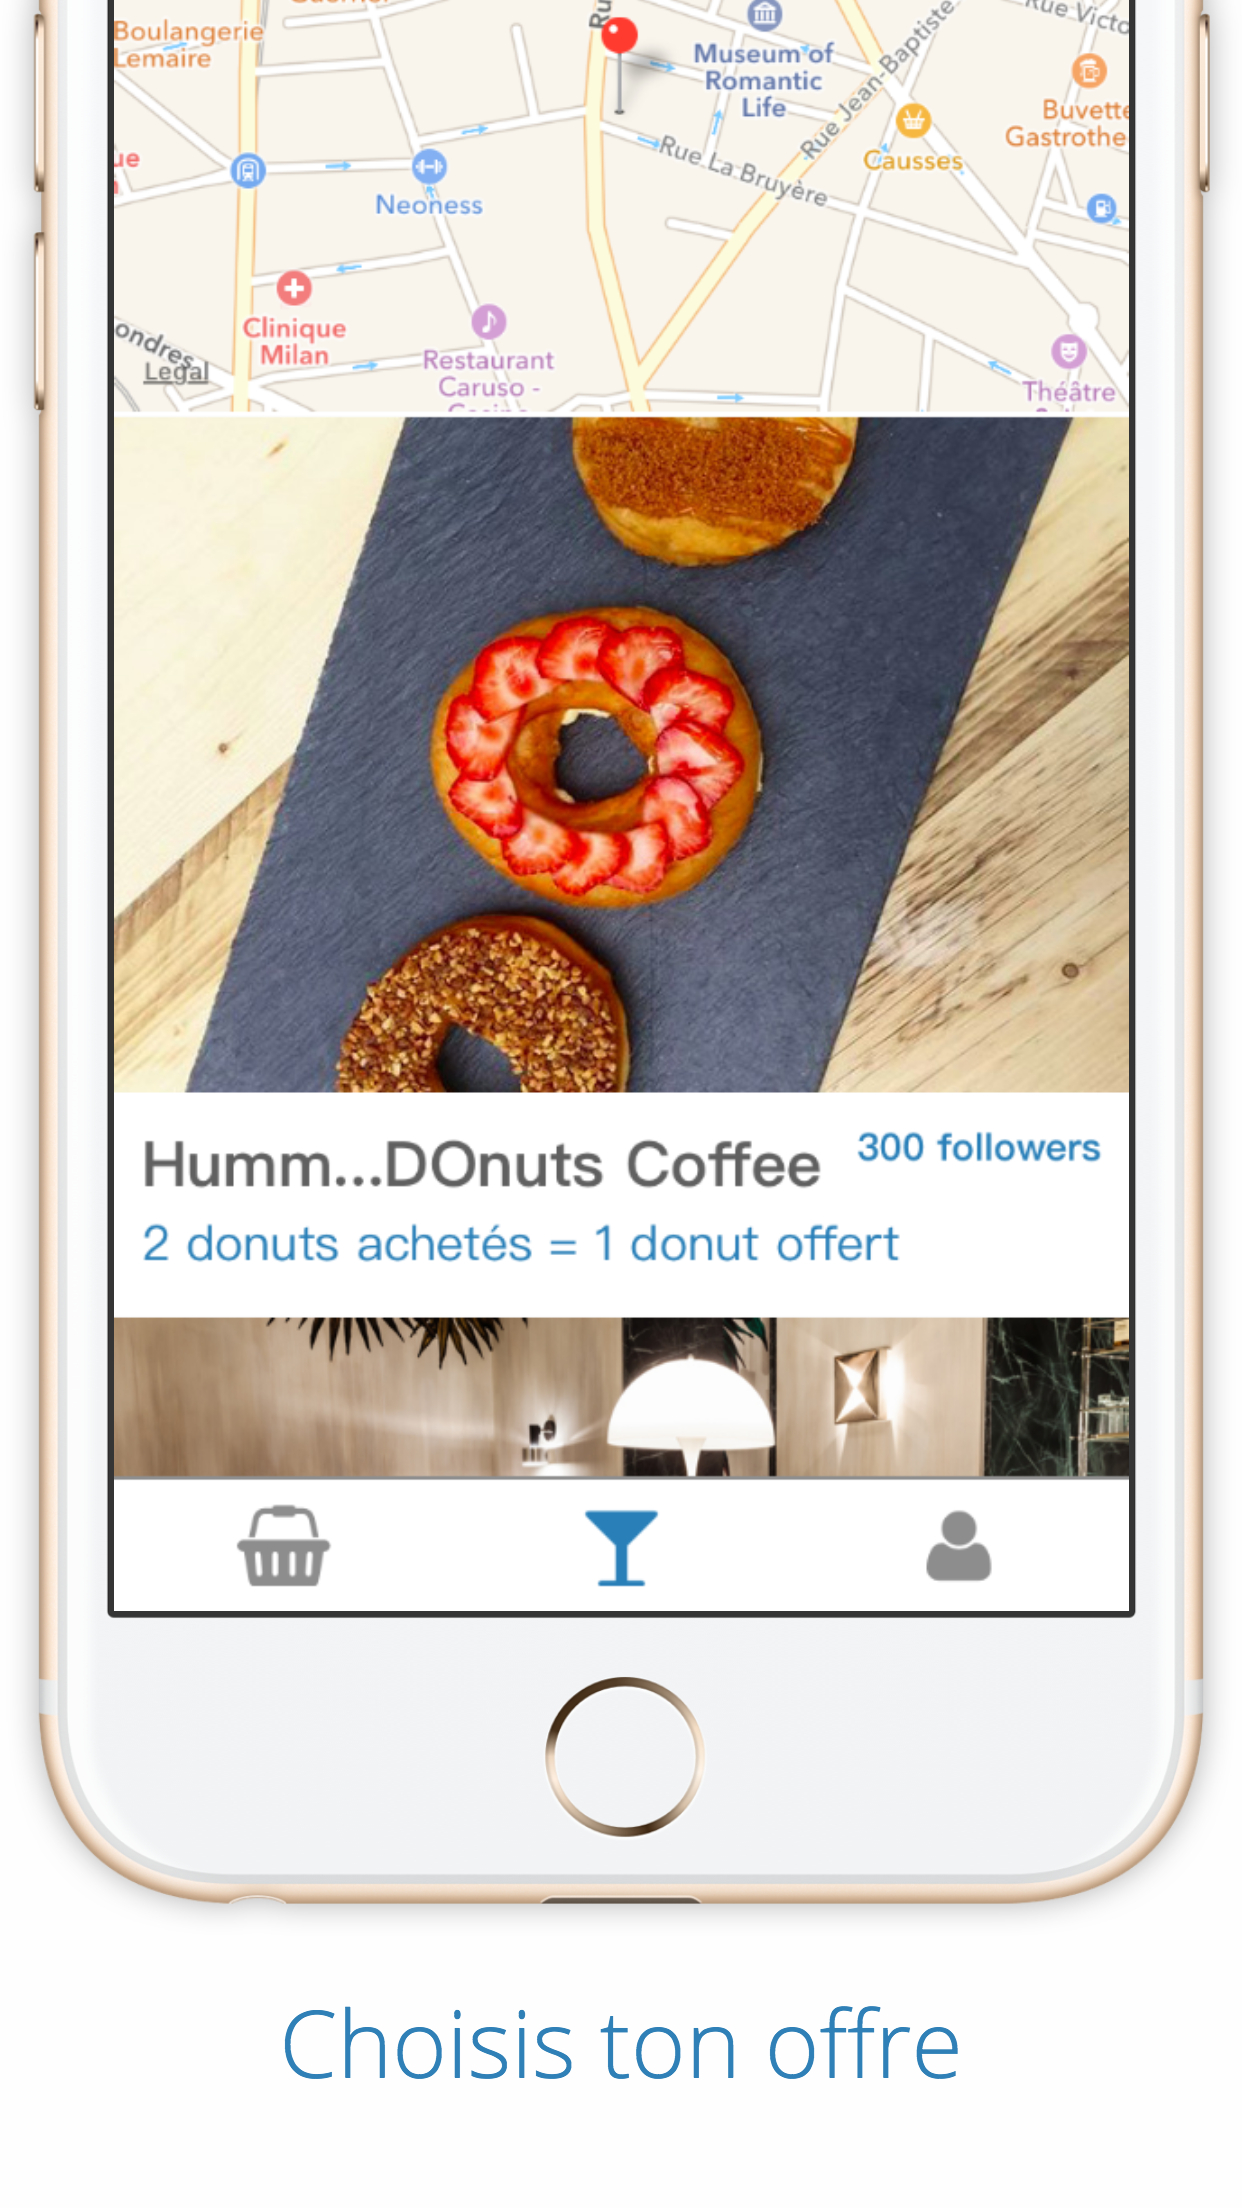 Boulangerie
Lemaire
Museum of
Romantic
Life
Rue Jean-Baptiste
Rue Victo
Buvette
Gastrothe
Causses
Rue La Bruyère
Neoness
Clinique
Milan
ondres
Legal
Restaurant
Caruso -
Théâtre
Humm...DOnuts Coffee
300 followers
2 donuts achetés = 1 donut offert
Choisis ton offre